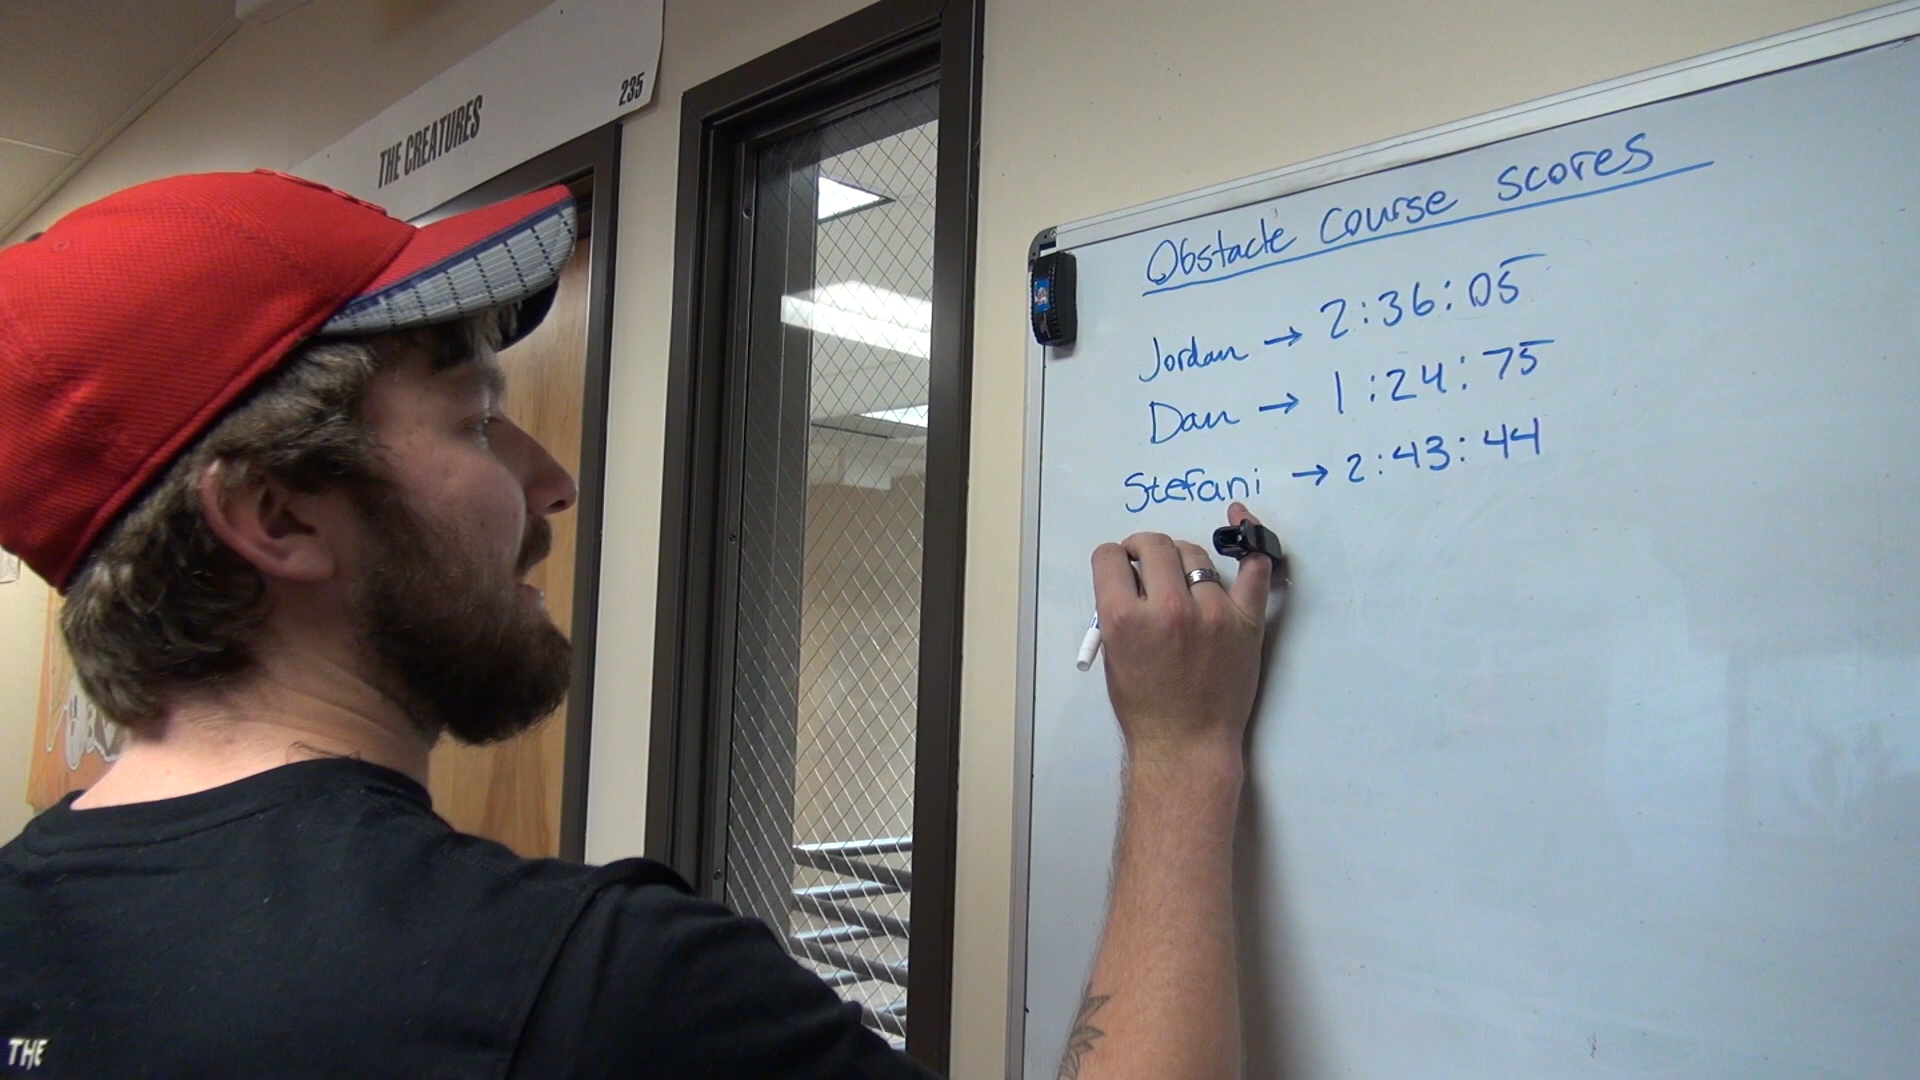 THE CREATURES
235
Obstacle course scores
Jordan → 2:36:05
Dan → 1:24:75
Stefani → 2:43:44
THE